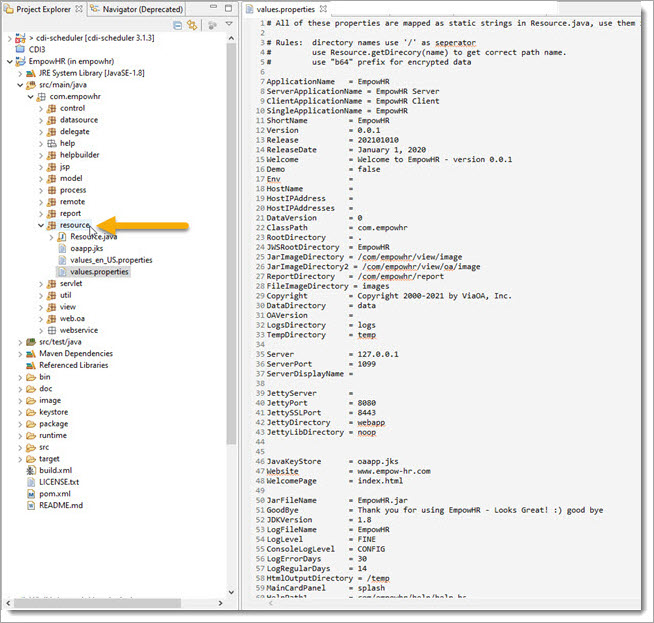 Project Explorer
Navigator (Deprecated)
> cdi-scheduler [cdi-scheduler 3.1.3]
CDI3
EmpowHR (in empowhr)
JRE System Library [JavaSE-1.8]
src/main/java
com.empowhr
control
datasource
delegate
help
helpbuilder
jsp
model
process
remote
report
resource
Resource.java
oaapp.jks
values_en_US.properties
values.properties
servlet
util
view
web.oa
webservice
src/test/java
Maven Dependencies
Referenced Libraries
bin
doc
image
keystore
package
runtime
src
target
build.xml
LICENSE.txt
pom.xml
README.md
values.properties
1 # All of these properties are mapped as static strings in Resource.java, use them
2
3 # Rules: directory names use '/' as seperator
4 # use Resource.getDirecory(name) to get correct path name.
5 # use "b64" prefix for encrypted data
6
7 ApplicationName = EmpowHR
8 ServerApplicationName = EmpowHR Server
9 ClientApplicationName = EmpowHR Client
10 SingleApplicationName = EmpowHR
11 ShortName = EmpowHR
12 Version = 0.0.1
13 Release = 202101010
14 ReleaseDate = January 1, 2020
15 Welcome = Welcome to EmpowHR - version 0.0.1
16 Demo = false
17 Env =
18 HostName =
19 HostIPAddress =
20 HostIPAddresses =
21 DataVersion = 0
22 ClassPath = com.empowhr
23 RootDirectory = .
24 JWSRootDirectory = EmpowHR
25 JarImageDirectory = /com/empowhr/view/image
26 JarImageDirectory2 = /com/empowhr/view/oa/image
27 ReportDirectory = /com/empowhr/report
28 FileImageDirectory = images
29 Copyright = Copyright 2000-2021 by ViaOA, Inc.
30 DataDirectory = data
31 OAVersion =
32 LogsDirectory = logs
33 TempDirectory = temp
34
35 Server = 127.0.0.1
36 ServerPort = 1099
37 ServerDisplayName =
38
39 JettyServer =
40 JettyPort = 8080
41 JettySSLPort = 8443
42 JettyDirectory = webapp
43 JettyLibDirectory = noop
44
45
46 JavaKeyStore = oaapp.jks
47 Website = www.empow-hr.com
48 WelcomePage = index.html
49
50 JarFileName = EmpowHR.jar
51 GoodBye = Thank you for using EmpowHR - Looks Great! :) good bye
52 JDKVersion = 1.8
53 LogFileName = EmpowHR
54 LogLevel = FINE
55 ConsoleLogLevel = CONFIG
56 LogErrorDays = 30
57 LogRegularDays = 14
58 HtmlOutputDirectory = /temp
59 MainCardPanel = splash